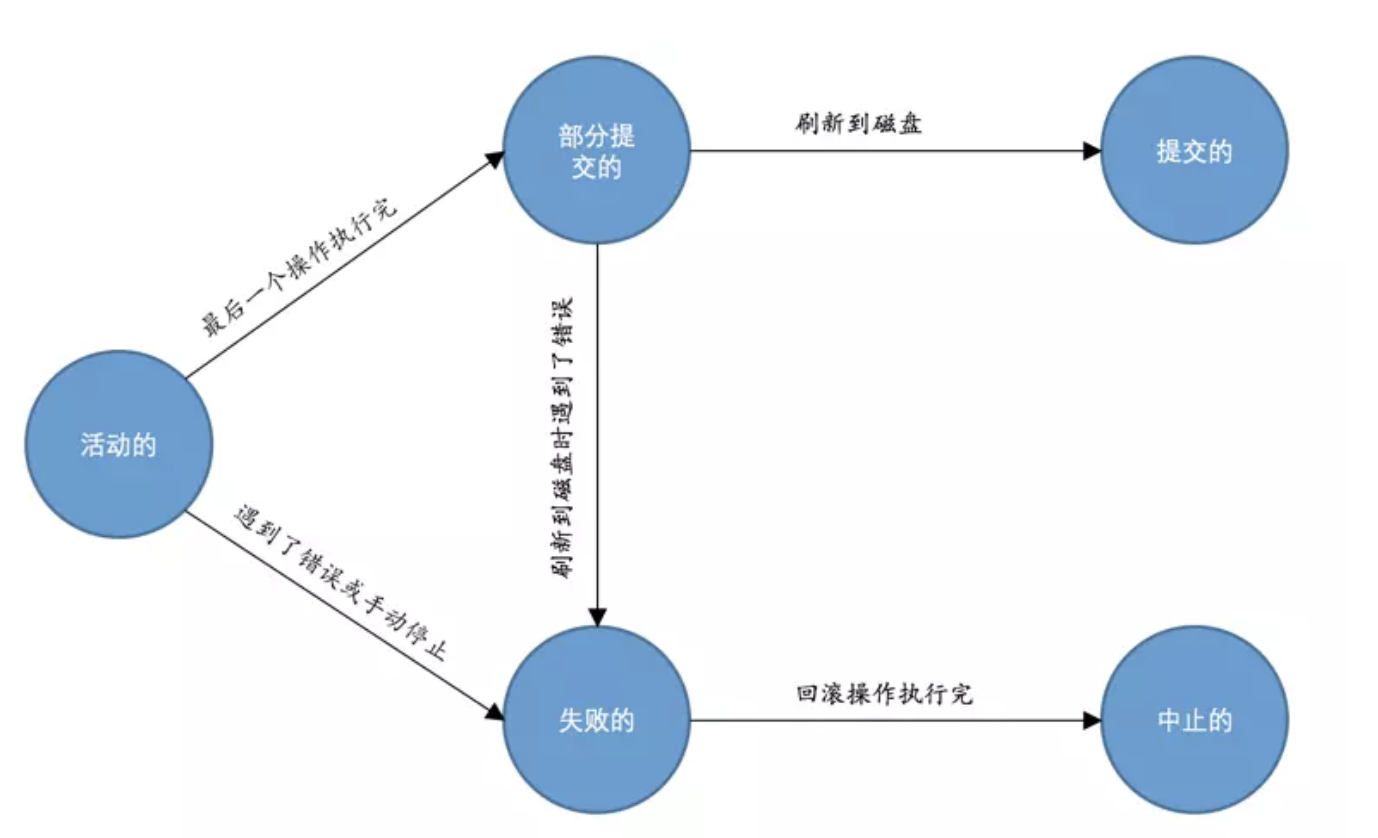 部分提
交的
刷新到磁盘
提交的
最后一个操作执行完
刷新到磁盘时遇到了错误
活动的
遇到了错误或手动停止
失败的
回滚操作执行完
中止的